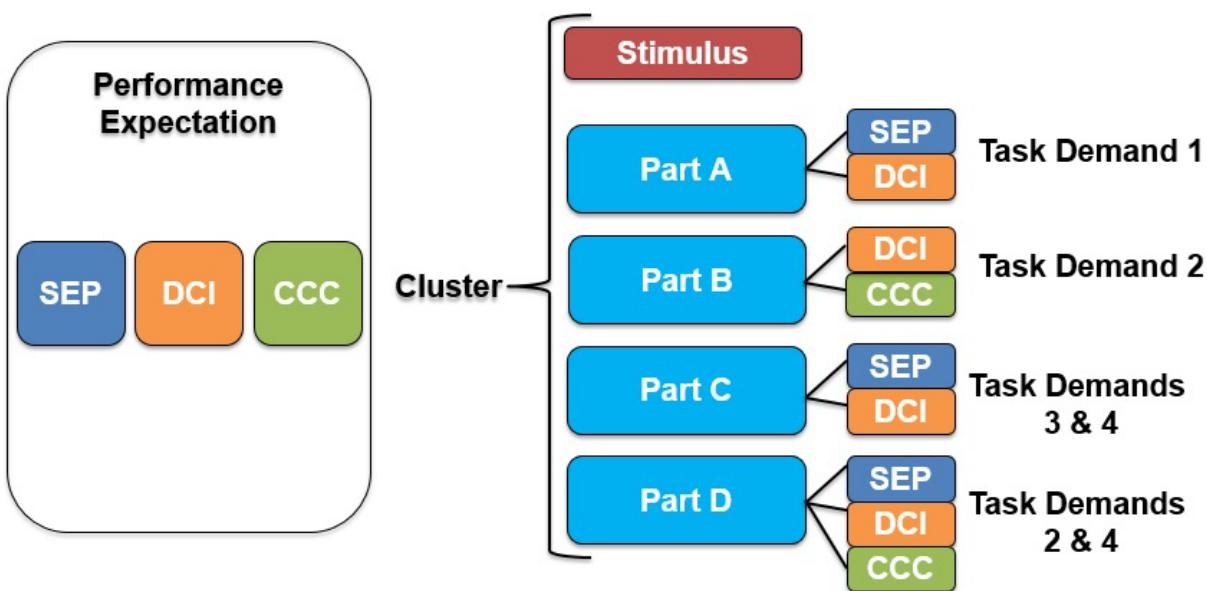 Performance
Expectation
SEP
DCI
CCC
Cluster
Stimulus
Part A
SEP
DCI
Task Demand 1
Part B
DCI
CCC
Task Demand 2
Part C
SEP
DCI
Task Demands
3 & 4
Part D
SEP
DCI
CCC
Task Demands
2 & 4